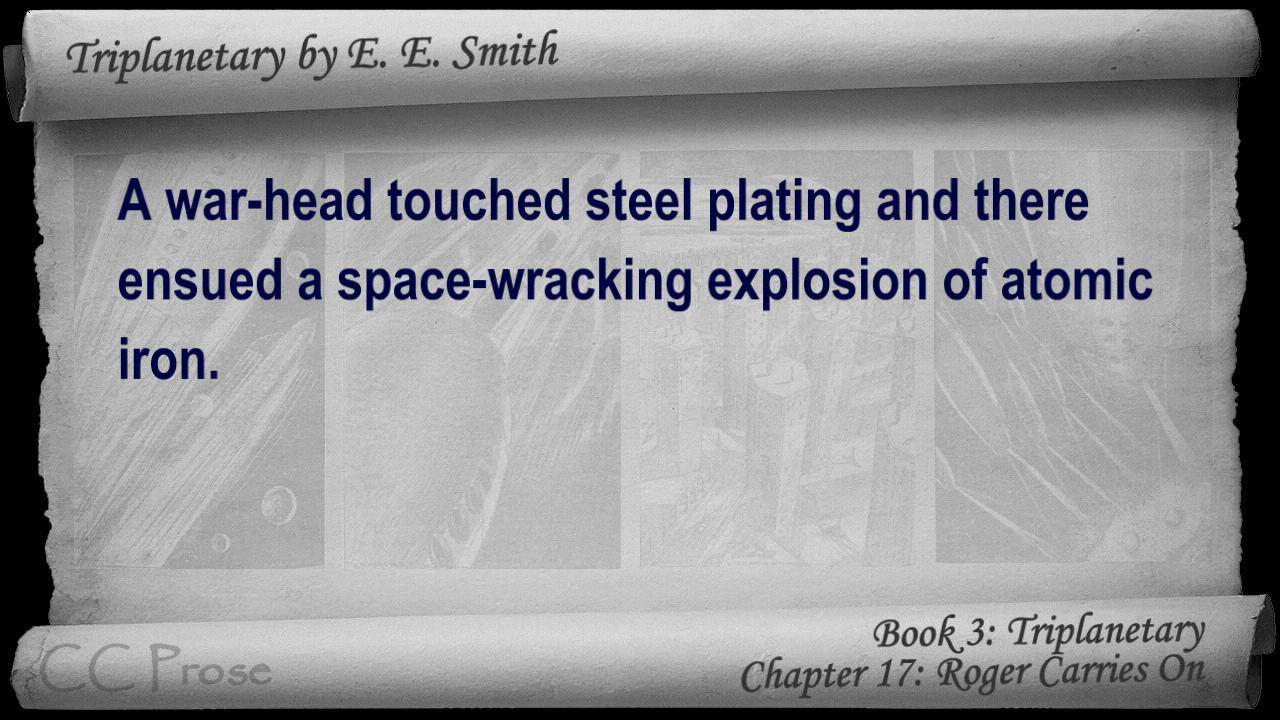 Triplanetary by E. E. Smith
A war-head touched steel plating and there
ensued a space-wracking explosion of atomic
iron.
Book 3: Triplanetary
Chapter 17: Roger Carries On
CC Prose